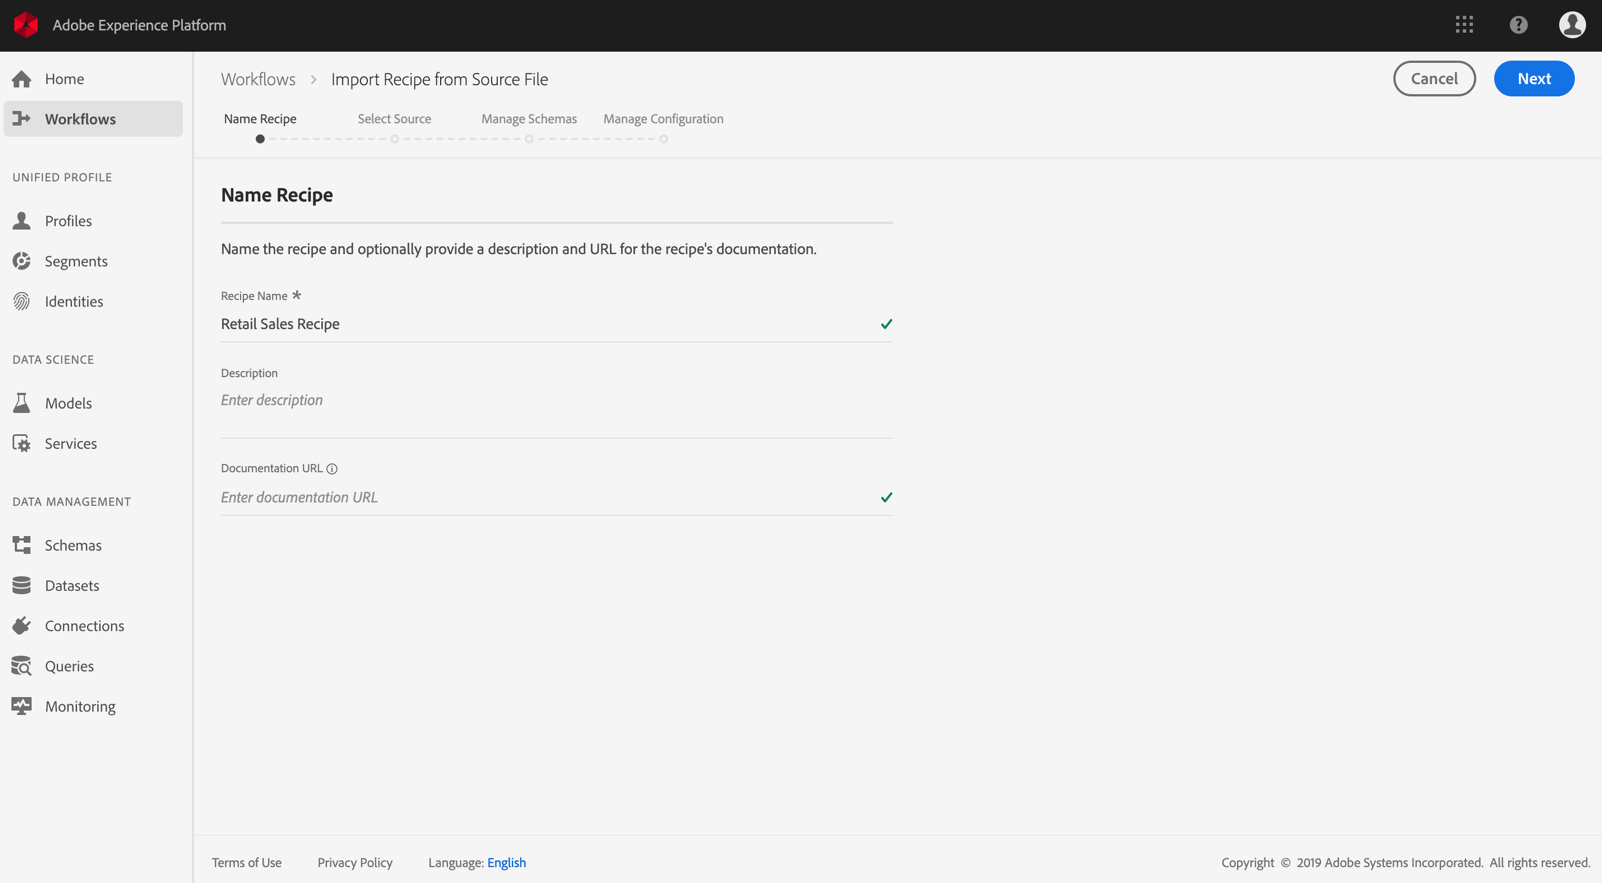 Adobe Experience Platform
Home
Workflows
UNIFIED PROFILE
Profiles
Segments
Identities
DATA SCIENCE
Models
Services
DATA MANAGEMENT
Schemas
Datasets
Connections
Queries
Monitoring
Workflows > Import Recipe from Source File
Cancel
Next
Name Recipe
Select Source
Manage Schemas
Manage Configuration
Name Recipe
Name the recipe and optionally provide a description and URL for the recipe's documentation.
Recipe Name *
Retail Sales Recipe
Description
Enter description
Documentation URL
Enter documentation URL
Terms of Use
Privacy Policy
Language: English
Copyright © 2019 Adobe Systems Incorporated. All rights reserved.